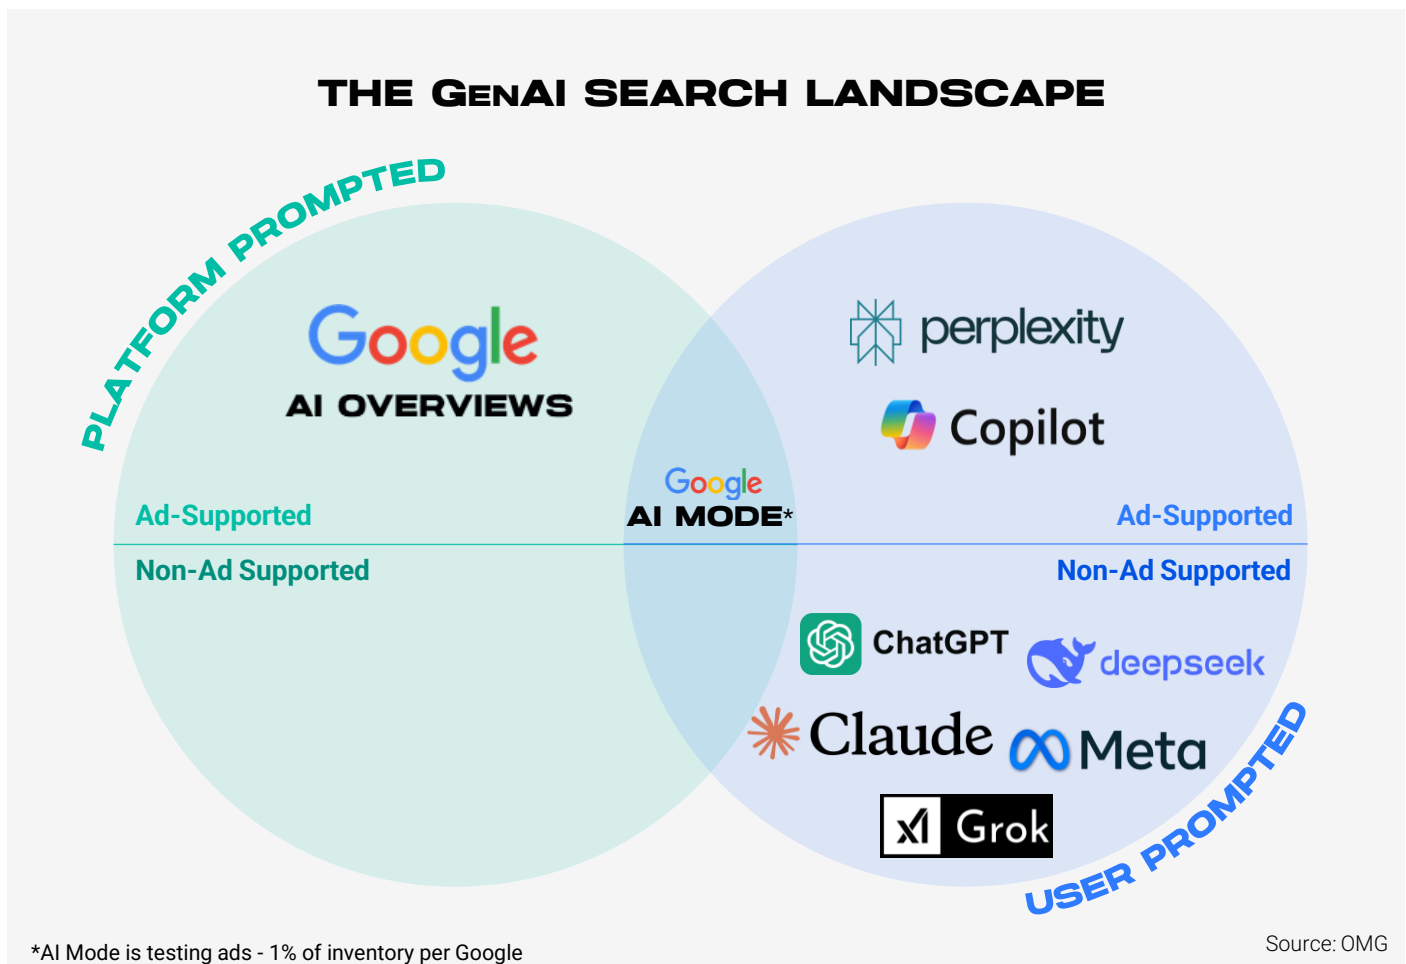 THE GENAI SEARCH LANDSCAPE
PLATFORM PROMPTED
Google
AI OVERVIEWS
perplexity
Copilot
Google
AI MODE*
Ad-Supported
Ad-Supported
Non-Ad Supported
Non-Ad Supported
ChatGPT
deepseek
Claude
Meta
xI Grok
USER PROMPTED
*AI Mode is testing ads - 1% of inventory per Google
Source: OMG